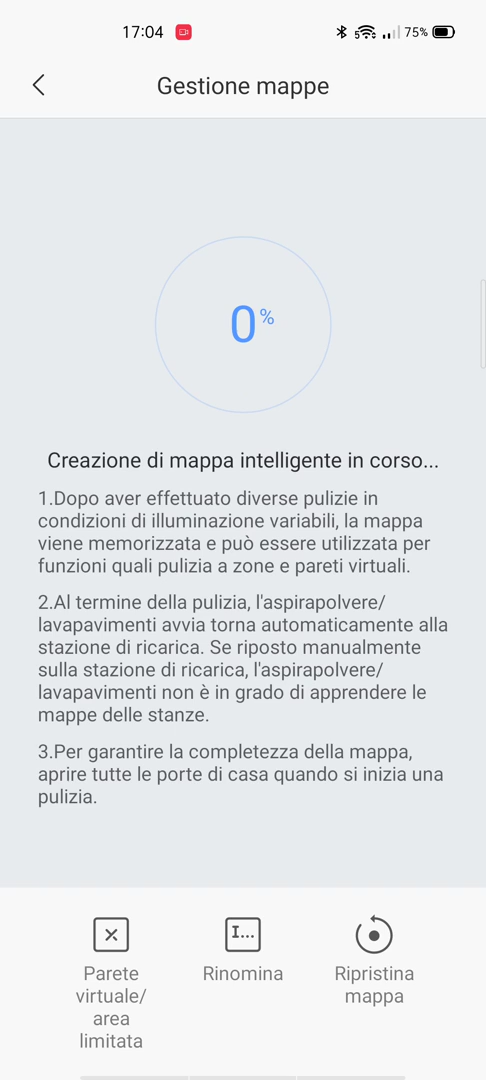 17:04
75%
Gestione mappe
0%
Creazione di mappa intelligente in corso...
1.Dopo aver effettuato diverse pulizie in
condizioni di illuminazione variabili, la mappa
viene memorizzata e può essere utilizzata per
funzioni quali pulizia a zone e pareti virtuali.
2.Al termine della pulizia, l'aspirapolvere/
lavapavimenti avvia torna automaticamente alla
stazione di ricarica. Se riposto manualmente
sulla stazione di ricarica, l'aspirapolvere/
lavapavimenti non è in grado di apprendere le
mappe delle stanze.
3.Per garantire la completezza della mappa,
aprire tutte le porte di casa quando si inizia una
pulizia.
I...
Parete
virtuale/
area
limitata
Rinomina
Ripristina
mappa